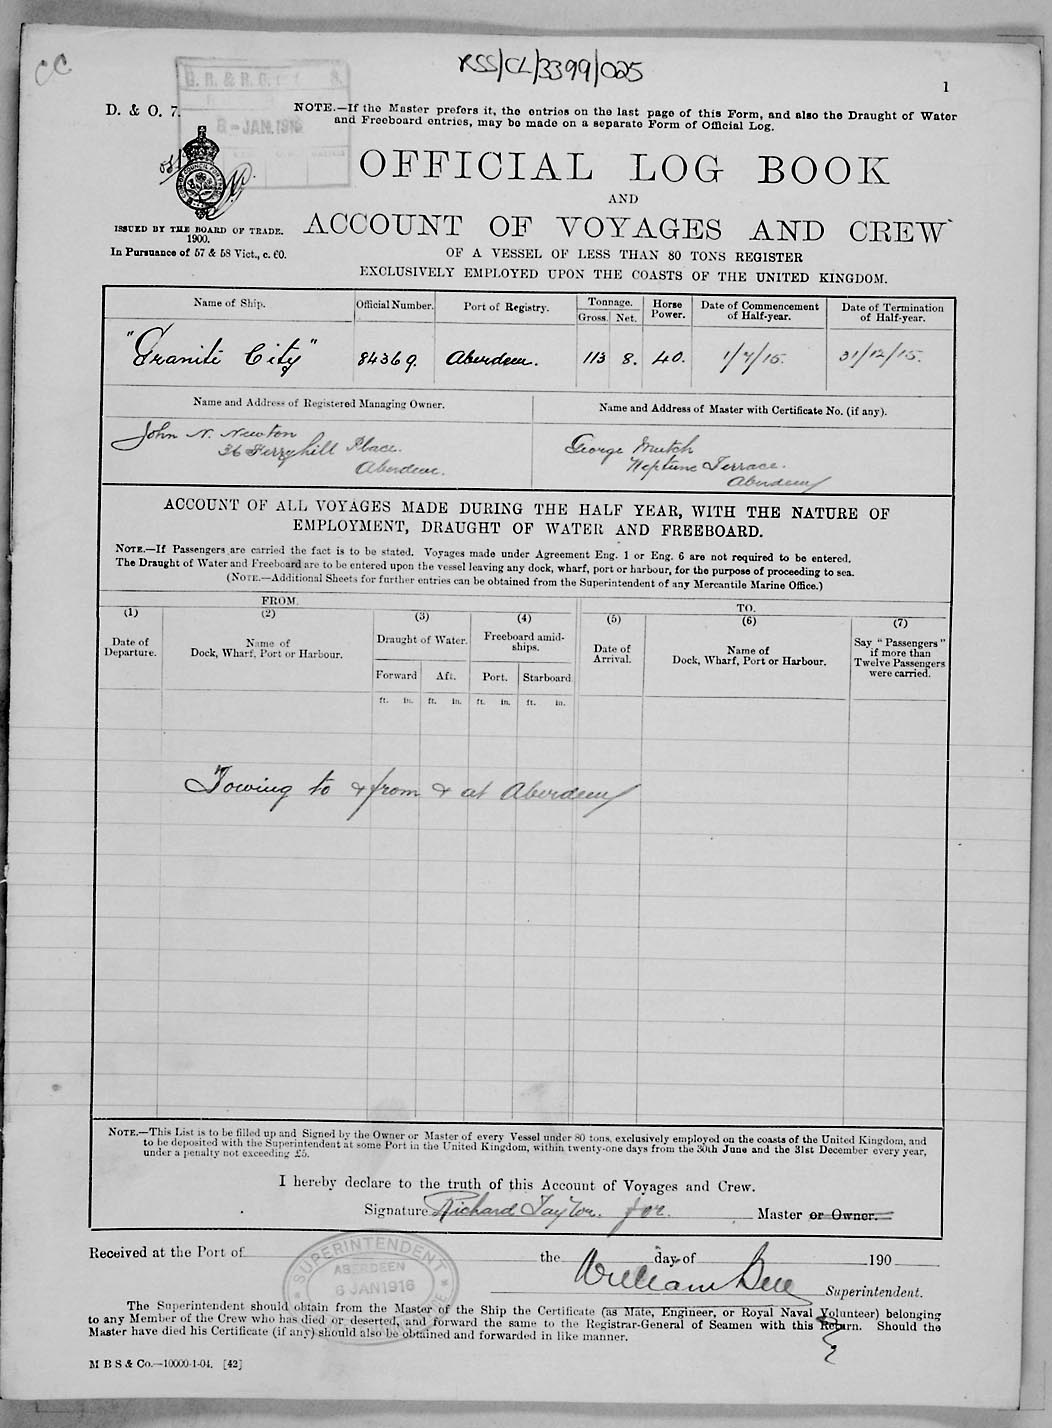 CC
RSS/CL/3399/025
1
D. & O. 7.
8 - JAN. 1916
NOTE.—If the Master prefers it, the entries on the last page of this Form, and also the Draught of Water
and Freeboard entries, may be made on a separate Form of Official Log.
OFFICIAL LOG BOOK
AND
ACCOUNT OF VOYAGES AND CREW
OF A VESSEL OF LESS THAN 80 TONS REGISTER
EXCLUSIVELY EMPLOYED UPON THE COASTS OF THE UNITED KINGDOM.
ISSUED BY THE BOARD OF TRADE.
1900.
In Pursuance of 57 & 58 Vict., c. 60.
Name of Ship. Official Number. Port of Registry. Tonnage. Horse Power. Date of Commencement of Half-year. Date of Termination of Half-year.
Gross. Net.
"Granite City" 84369. Aberdeen. 113 8. 40. 1/7/15. 31/12/15.
Name and Address of Registered Managing Owner.
John N. Newton
36 Ferryhill Place.
Aberdeen.
Name and Address of Master with Certificate No. (if any).
George Mutch
Neptune Terrace.
Aberdeen
ACCOUNT OF ALL VOYAGES MADE DURING THE HALF YEAR, WITH THE NATURE OF
EMPLOYMENT, DRAUGHT OF WATER AND FREEBOARD.
NOTE.—If Passengers are carried the fact is to be stated. Voyages made under Agreement Eng. 1 or Eng. 6 are not required to be entered.
The Draught of Water and Freeboard are to be entered upon the vessel leaving any dock, wharf, port or harbour, for the purpose of proceeding to sea.
(NOTE.—Additional Sheets for further entries can be obtained from the Superintendent of any Mercantile Marine Office.)
FROM. TO.
(1) (2) (3) (4) (5) (6) (7)
Date of Departure. Name of Dock, Wharf, Port or Harbour. Draught of Water. Freeboard amid-ships. Date of Arrival. Name of Dock, Wharf, Port or Harbour. Say "Passengers" if more than Twelve Passengers were carried.
Forward Aft. Port. Starboard
ft. in. ft. in. ft. in. ft. in.
Towing to & from & at Aberdeen
NOTE.—This List is to be filled up and Signed by the Owner or Master of every Vessel under 80 tons, exclusively employed on the coasts of the United Kingdom, and
to be deposited with the Superintendent at some Port in the United Kingdom, within twenty-one days from the 30th June and the 31st December every year,
under a penalty not exceeding £5.
I hereby declare to the truth of this Account of Voyages and Crew.
Signature Richard Taylor. for. Master or Owner.
Received at the Port of the day of 190
SUPERINTENDENT
ABERDEEN
6 JAN 1916
William Bell Superintendent.
The Superintendent should obtain from the Master of the Ship the Certificate (as Mate, Engineer, or Royal Naval Volunteer) belonging
to any Member of the Crew who has died or deserted, and forward the same to the Registrar-General of Seamen with this Return. Should the
Master have died his Certificate (if any) should also be obtained and forwarded in like manner.
M B S & Co.—10000-1-04. [42]